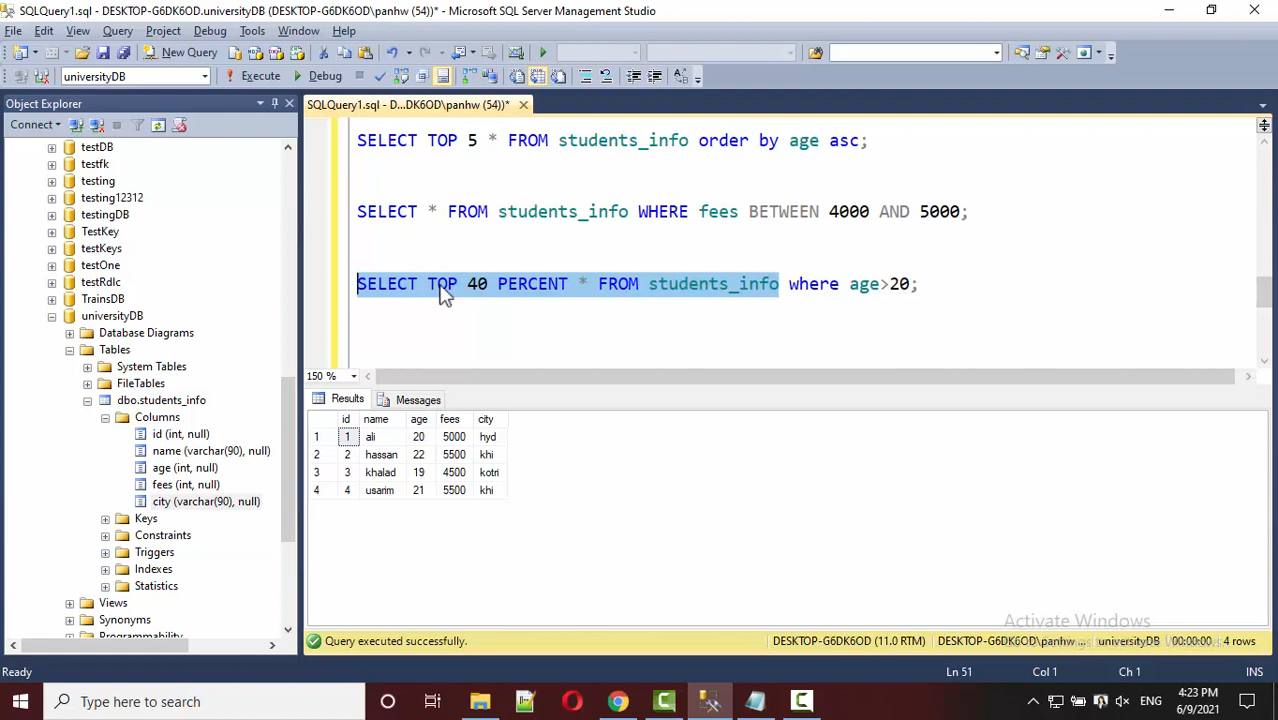 SQLQuery1.sql - DESKTOP-G6DK6OD.universityDB (DESKTOP-G6DK6OD\panhw (54))* - Microsoft SQL Server Management Studio
File Edit View Query Project Debug Tools Window Help
New Query
universityDB Execute Debug
Object Explorer
SQLQuery1.sql - D...DK6OD\panhw (54))*
Connect
testDB
testfk
testing
testing12312
testingDB
TestKey
testKeys
testOne
testRdlc
TrainsDB
universityDB
Database Diagrams
Tables
System Tables
FileTables
dbo.students_info
Columns
id (int, null)
name (varchar(90), null)
age (int, null)
fees (int, null)
city (varchar(90), null)
Keys
Constraints
Triggers
Indexes
Statistics
Views
Synonyms
Programmability
SELECT TOP 5 * FROM students_info order by age asc;
SELECT * FROM students_info WHERE fees BETWEEN 4000 AND 5000;
SELECT TOP 40 PERCENT * FROM students_info where age>20;
150 %
Results Messages
id name age fees city
1 1 ali 20 5000 hyd
2 2 hassan 22 5500 khi
3 3 khalad 19 4500 kotri
4 4 usarim 21 5500 khi
Activate Windows
Query executed successfully. DESKTOP-G6DK6OD (11.0 RTM) DESKTOP-G6DK6OD\panhw ... universityDB 00:00:00 4 rows
Ready Ln 51 Col 1 Ch 1 INS
Type here to search
ENG
4:23 PM
6/9/2021